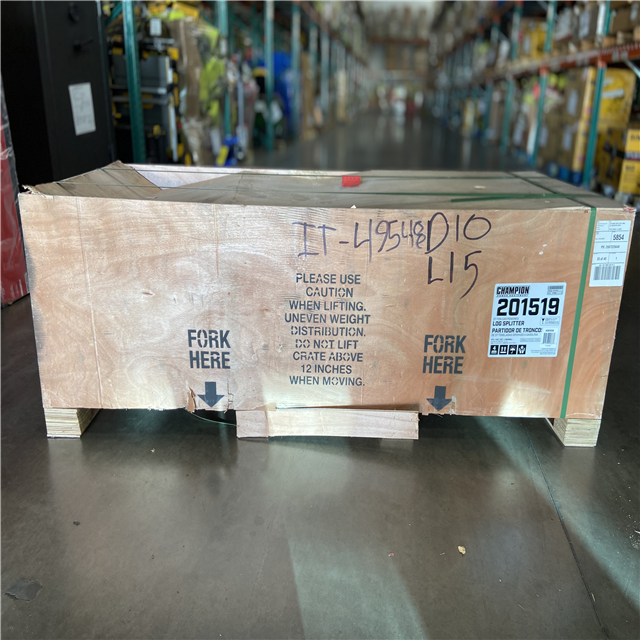 IT-49548D10
L15
PLEASE USE
CAUTION
WHEN LIFTING.
UNEVEN WEIGHT
DISTRIBUTION.
DO NOT LIFT
CRATE ABOVE
12 INCHES
WHEN MOVING.
FORK
HERE
FORK
HERE
CHAMPION
201519
LOG SPLITTER
PARTIDOR DE TRONCO
5854